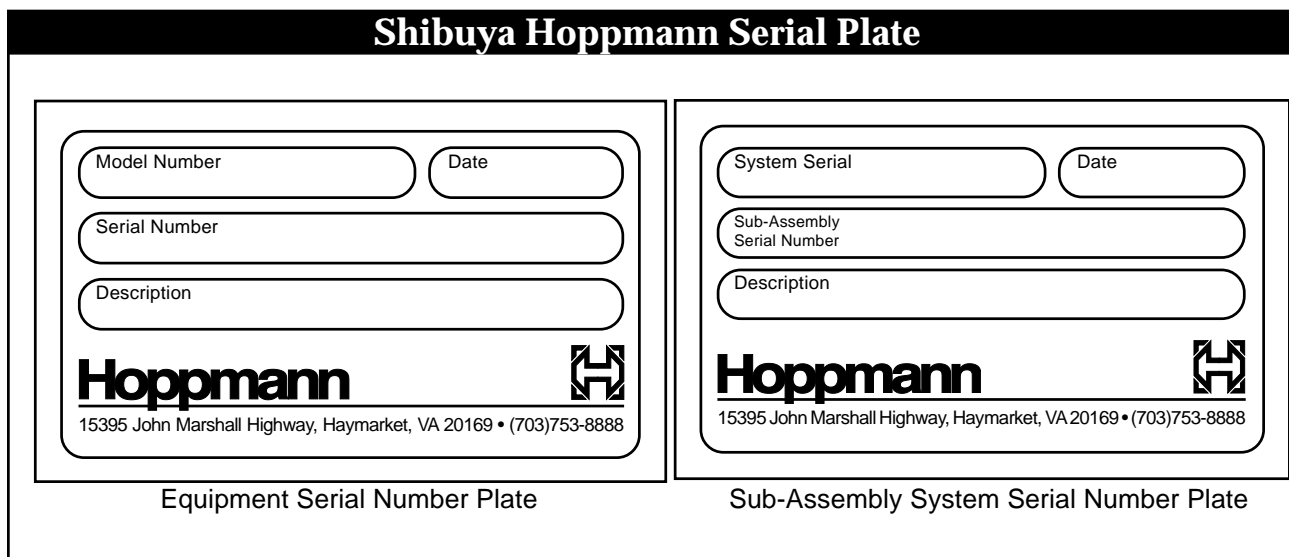 Shibuya Hoppmann Serial Plate
Model Number
Date
Serial Number
Description
Hoppmann
15395 John Marshall Highway, Haymarket, VA 20169 • (703)753-8888
Equipment Serial Number Plate
System Serial
Date
Sub-Assembly
Serial Number
Description
Hoppmann
15395 John Marshall Highway, Haymarket, VA 20169 • (703)753-8888
Sub-Assembly System Serial Number Plate